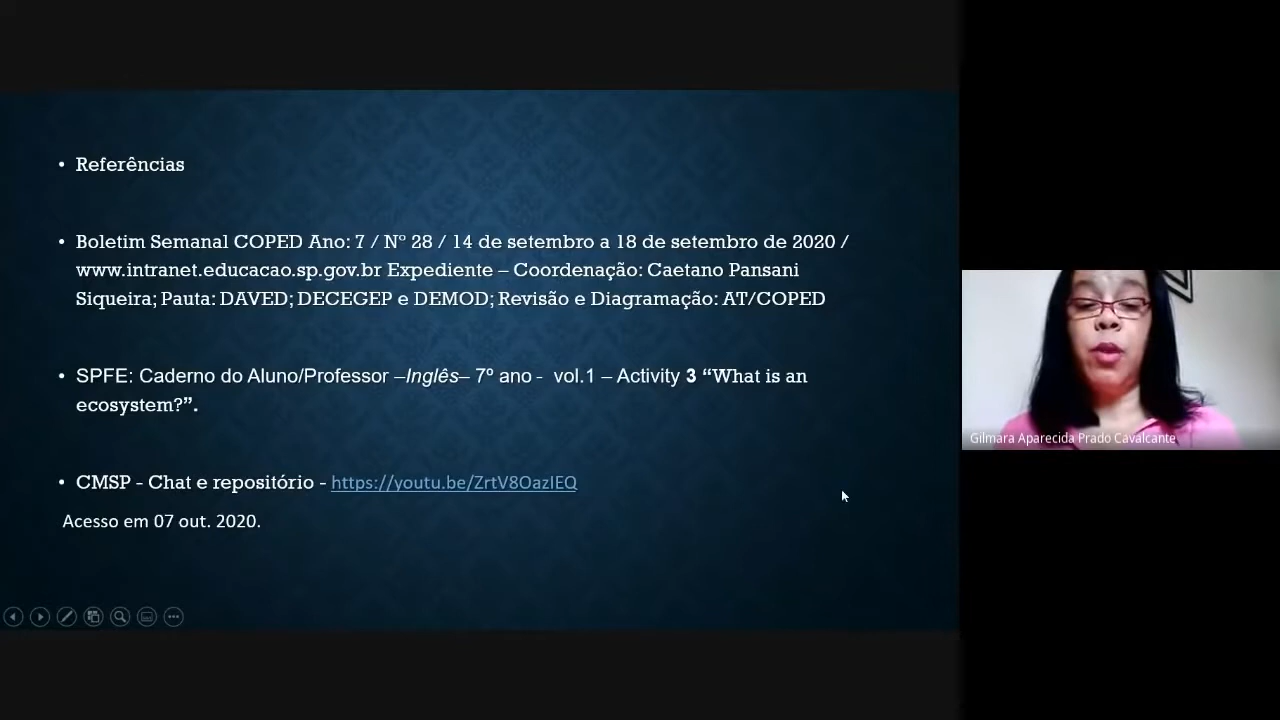 • Referências
• Boletim Semanal COPED Ano: 7 / Nº 28 / 14 de setembro a 18 de setembro de 2020 /
www.intranet.educacao.sp.gov.br Expediente – Coordenação: Caetano Pansani
Siqueira; Pauta: DAVED; DECEGEP e DEMOD; Revisão e Diagramação: AT/COPED
• SPFE: Caderno do Aluno/Professor –Inglês– 7º ano - vol.1 – Activity 3 “What is an
ecosystem?”.
• CMSP - Chat e repositório - https://youtu.be/ZrtV8OazIEQ
Acesso em 07 out. 2020.
Gilmara Aparecida Prado Cavalcante